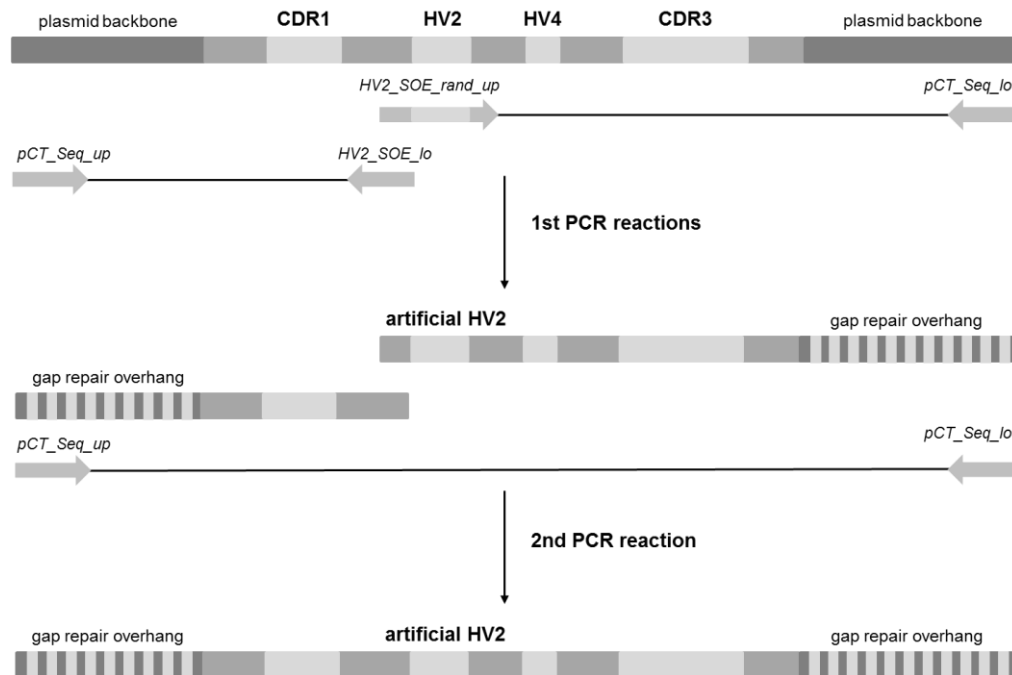 plasmid backbone CDR1 HV2 HV4 CDR3 plasmid backbone
HV2_SOE_rand_up pCT_Seq_lo
pCT_Seq_up HV2_SOE_lo
1st PCR reactions
artificial HV2
gap repair overhang
gap repair overhang
pCT_Seq_up pCT_Seq_lo
2nd PCR reaction
artificial HV2
gap repair overhang gap repair overhang